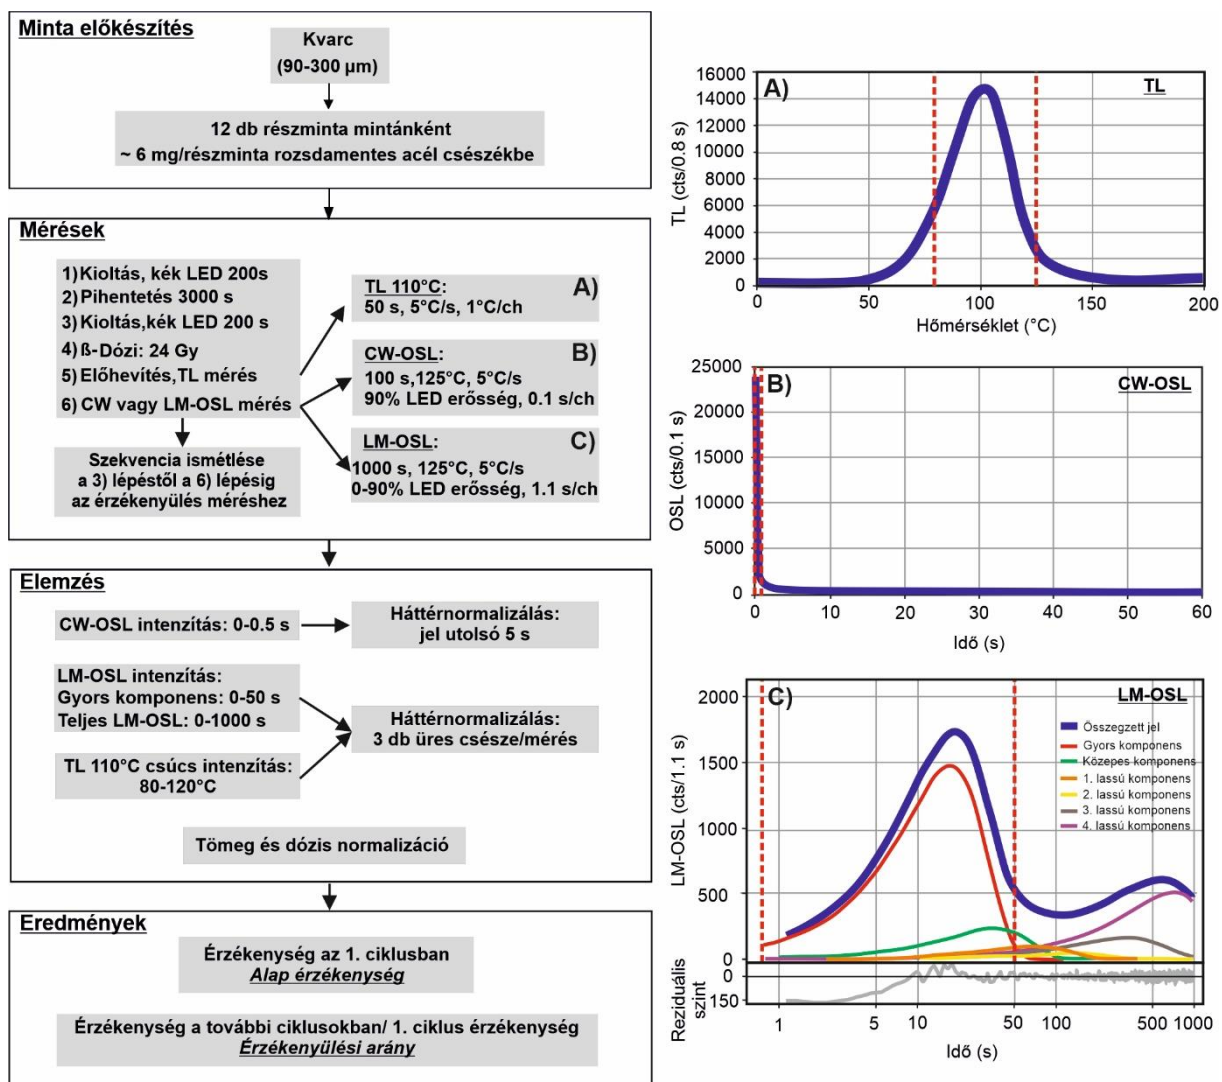 Minta előkészítés
Kvarc
(90-300 µm)
12 db részminta mintánként
~ 6 mg/részminta rozsdamentes acél csészékbe
Mérések
1) Kioltás, kék LED 200s
2) Pihentetés 3000 s
3) Kioltás,kék LED 200 s
4) ß-Dózi: 24 Gy
5) Előhevítés,TL mérés
6) CW vagy LM-OSL mérés
Szekvencia ismétlése
a 3) lépéstől a 6) lépésig
az érzékenyülés méréshez
TL 110°C: A)
50 s, 5°C/s, 1°C/ch
CW-OSL: B)
100 s,125°C, 5°C/s
90% LED erősség, 0.1 s/ch
LM-OSL: C)
1000 s, 125°C, 5°C/s
0-90% LED erősség, 1.1 s/ch
Elemzés
CW-OSL intenzítás: 0-0.5 s
Háttérnormalizálás:
jel utolsó 5 s
LM-OSL intenzítás:
Gyors komponens: 0-50 s
Teljes LM-OSL: 0-1000 s
TL 110°C csúcs intenzítás:
80-120°C
Háttérnormalizálás:
3 db üres csésze/mérés
Tömeg és dózis normalizáció
Eredmények
Érzékenység az 1. ciklusban
Alap érzékenység
Érzékenység a további ciklusokban/ 1. ciklus érzékenység
Érzékenyülési arány
A)
TL
TL (cts/0.8 s)
16000
14000
12000
10000
8000
6000
4000
2000
0
0 50 100 150 200
Hőmérséklet (°C)
B)
CW-OSL
OSL (cts/0.1 s)
25000
20000
15000
10000
5000
0
0 10 20 30 40 50 60
Idő (s)
C)
LM-OSL
LM-OSL (cts/1.1 s)
2000
1500
1000
500
0
Összegzett jel
Gyors komponens
Közepes komponens
1. lassú komponens
2. lassú komponens
3. lassú komponens
4. lassú komponens
Reziduális
szint
0
150
1 5 10 50 100 500 1000
Idő (s)